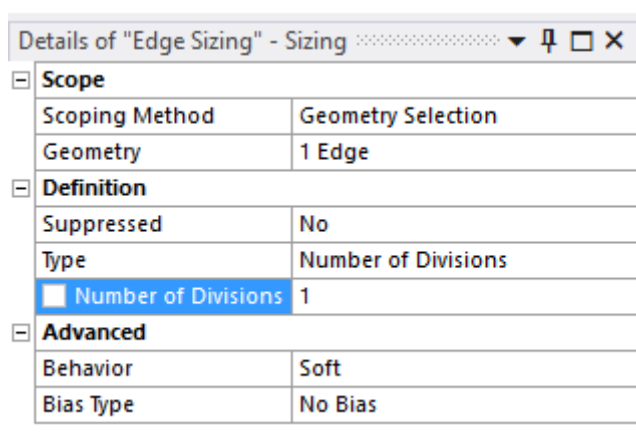 Details of "Edge Sizing" - Sizing
Scope
Scoping Method Geometry Selection
Geometry 1 Edge
Definition
Suppressed No
Type Number of Divisions
Number of Divisions 1
Advanced
Behavior Soft
Bias Type No Bias